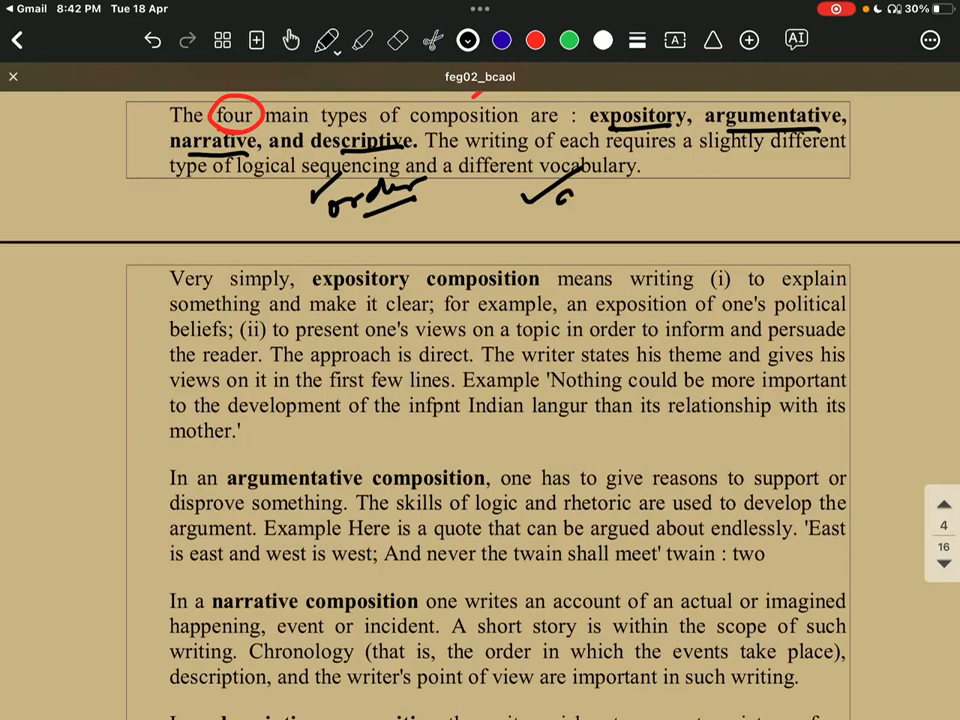 Gmail 8:42 PM Tue 18 Apr 30%
AI
feg02_bcaol
The four main types of composition are : expository, argumentative,
narrative, and descriptive. The writing of each requires a slightly different
type of logical sequencing and a different vocabulary.
order
Very simply, expository composition means writing (i) to explain
something and make it clear; for example, an exposition of one's political
beliefs; (ii) to present one's views on a topic in order to inform and persuade
the reader. The approach is direct. The writer states his theme and gives his
views on it in the first few lines. Example 'Nothing could be more important
to the development of the infpnt Indian langur than its relationship with its
mother.'
In an argumentative composition, one has to give reasons to support or
disprove something. The skills of logic and rhetoric are used to develop the
argument. Example Here is a quote that can be argued about endlessly. 'East
is east and west is west; And never the twain shall meet' twain : two
4
16
In a narrative composition one writes an account of an actual or imagined
happening, event or incident. A short story is within the scope of such
writing. Chronology (that is, the order in which the events take place),
description, and the writer's point of view are important in such writing.